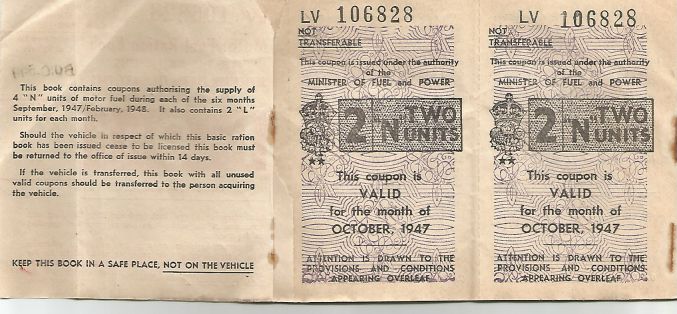 This book contains coupons authorising the supply of
4 "N" units of motor fuel during each of the six months
September, 1947/February, 1948. It also contains 2 "L"
units for each month.
Should the vehicle in respect of which this basic ration
book has been issued cease to be licensed this book must
be returned to the office of issue within 14 days.
If the vehicle is transferred, this book with all unused
valid coupons should be transferred to the person acquiring
the vehicle.
KEEP THIS BOOK IN A SAFE PLACE, NOT ON THE VEHICLE
LV 106828
NOT
TRANSFERABLE
This coupon is issued under the authority
of the
MINISTER OF FUEL and POWER
2 "N" TWO
UNITS
This coupon is
VALID
for the month of
OCTOBER, 1947
ATTENTION IS DRAWN TO THE
PROVISIONS AND CONDITIONS
APPEARING OVERLEAF
LV 106828
NOT
TRANSFERABLE
This coupon is issued under the authority
of the
MINISTER OF FUEL and POWER
2 "N" TWO
UNITS
This coupon is
VALID
for the month of
OCTOBER, 1947
ATTENTION IS DRAWN TO THE
PROVISIONS AND CONDITIONS
APPEARING OVERLEAF